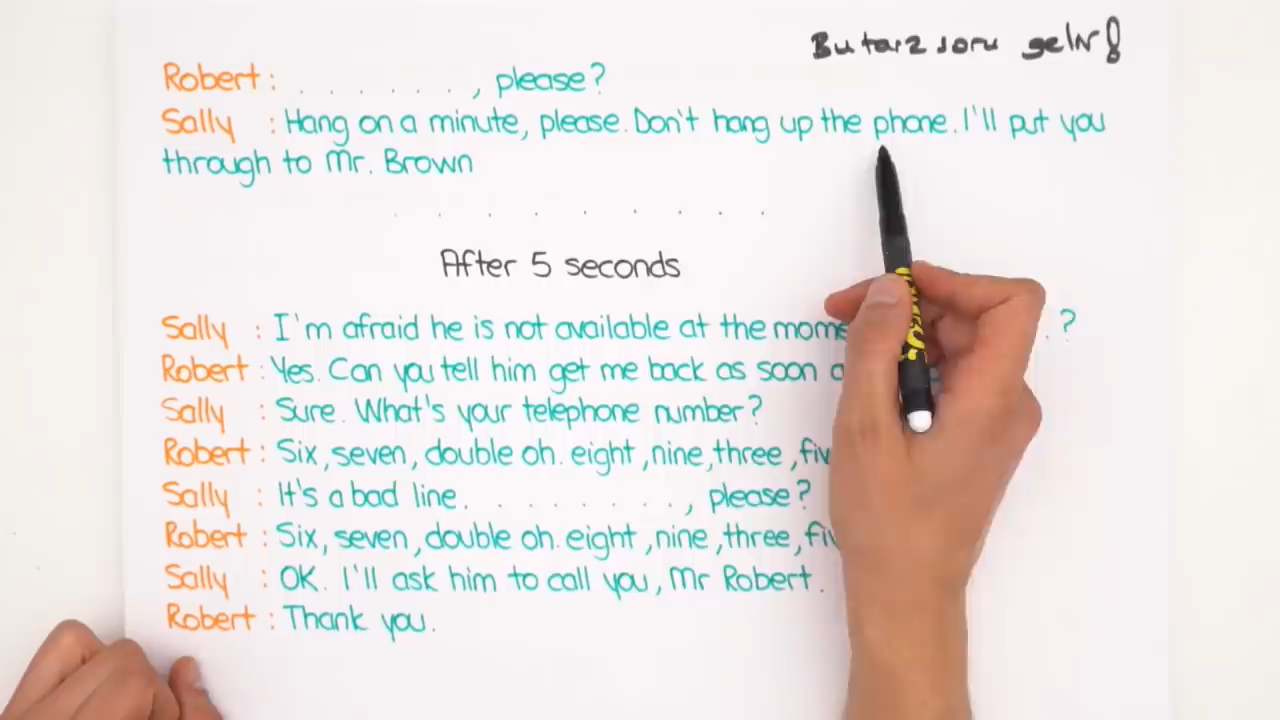 Bu tarz soru gelir!
Robert: . . . . . . . , please?
Sally : Hang on a minute, please. Don't hang up the phone. I'll put you
through to Mr. Brown
. . . . . . . . .
After 5 seconds
Sally : I'm afraid he is not available at the . ?
Robert: Yes. Can you tell him get me back as soon
Sally : Sure. What's your telephone number?
Robert: Six, seven, double oh. eight, nine, three,
Sally : It's a bad line. . . . . . . , please?
Robert: Six, seven, double oh. eight, nine, three,
Sally : OK. I'll ask him to call you, Mr Robert.
Robert: Thank you.